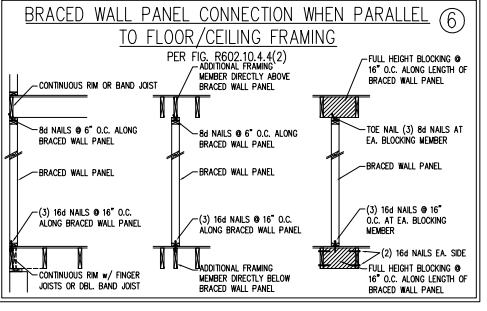 BRACED WALL PANEL CONNECTION WHEN PARALLEL
TO FLOOR/CEILING FRAMING
6
PER FIG. R602.10.4.4(2)
CONTINUOUS RIM OR BAND JOIST
8d NAILS @ 6" O.C. ALONG
BRACED WALL PANEL
BRACED WALL PANEL
(3) 16d NAILS @ 16" O.C.
ALONG BRACED WALL PANEL
CONTINUOUS RIM w/ FINGER
JOISTS OR DBL. BAND JOIST
ADDITIONAL FRAMING
MEMBER DIRECTLY ABOVE
BRACED WALL PANEL
8d NAILS @ 6" O.C. ALONG
BRACED WALL PANEL
BRACED WALL PANEL
(3) 16d NAILS @ 16" O.C.
ALONG BRACED WALL PANEL
ADDITIONAL FRAMING
MEMBER DIRECTLY BELOW
BRACED WALL PANEL
FULL HEIGHT BLOCKING @
16" O.C. ALONG LENGTH OF
BRACED WALL PANEL
TOE NAIL (3) 8d NAILS AT
EA. BLOCKING MEMBER
BRACED WALL PANEL
(3) 16d NAILS @ 16"
O.C. AT EA. BLOCKING
MEMBER
(2) 16d NAILS EA. SIDE
FULL HEIGHT BLOCKING @
16" O.C. ALONG LENGTH OF
BRACED WALL PANEL